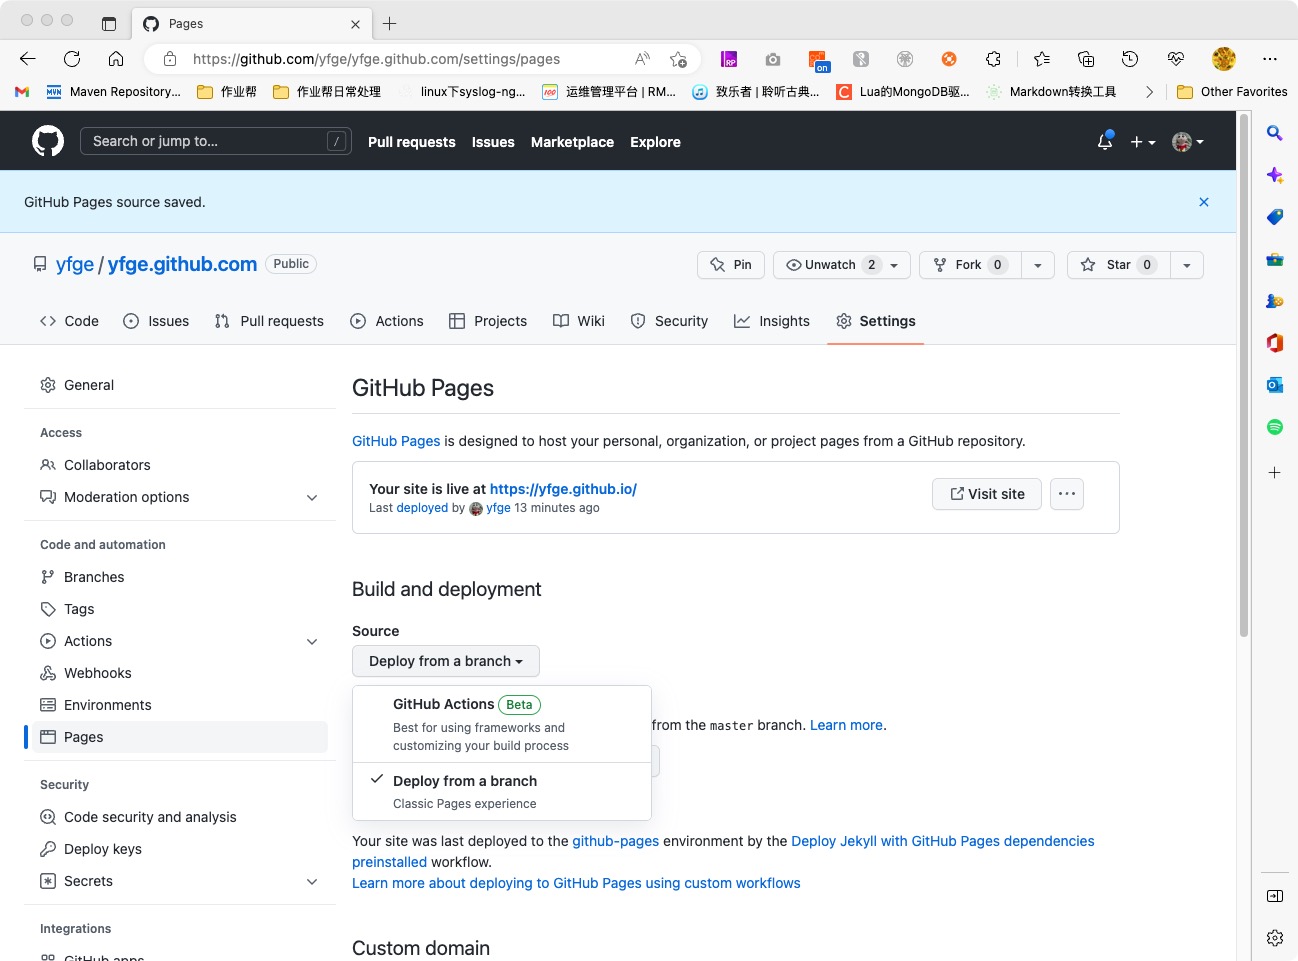 Pages
https://github.com/yfge/yfge.github.com/settings/pages
on
Maven Repository...
作业帮
作业帮日常处理
linux下syslog-ng...
运维管理平台 | RM...
致乐者 | 聆听古典...
Lua的MongoDB驱...
Markdown转换工具
Other Favorites
Search or jump to...
/
Pull requests
Issues
Marketplace
Explore
GitHub Pages source saved.
yfge / yfge.github.com
Public
Pin
Unwatch 2
Fork 0
Star 0
Code
Issues
Pull requests
Actions
Projects
Wiki
Security
Insights
Settings
General
Access
Collaborators
Moderation options
Code and automation
Branches
Tags
Actions
Webhooks
Environments
Pages
Security
Code security and analysis
Deploy keys
Secrets
Integrations
GitHub apps
GitHub Pages
GitHub Pages is designed to host your personal, organization, or project pages from a GitHub repository.
Your site is live at https://yfge.github.io/
Last deployed by yfge 13 minutes ago
Visit site
Build and deployment
Source
Deploy from a branch
GitHub Actions Beta
Best for using frameworks and
customizing your build process
from the master branch. Learn more.
Deploy from a branch
Classic Pages experience
Your site was last deployed to the github-pages environment by the Deploy Jekyll with GitHub Pages dependencies
preinstalled workflow.
Learn more about deploying to GitHub Pages using custom workflows
Custom domain